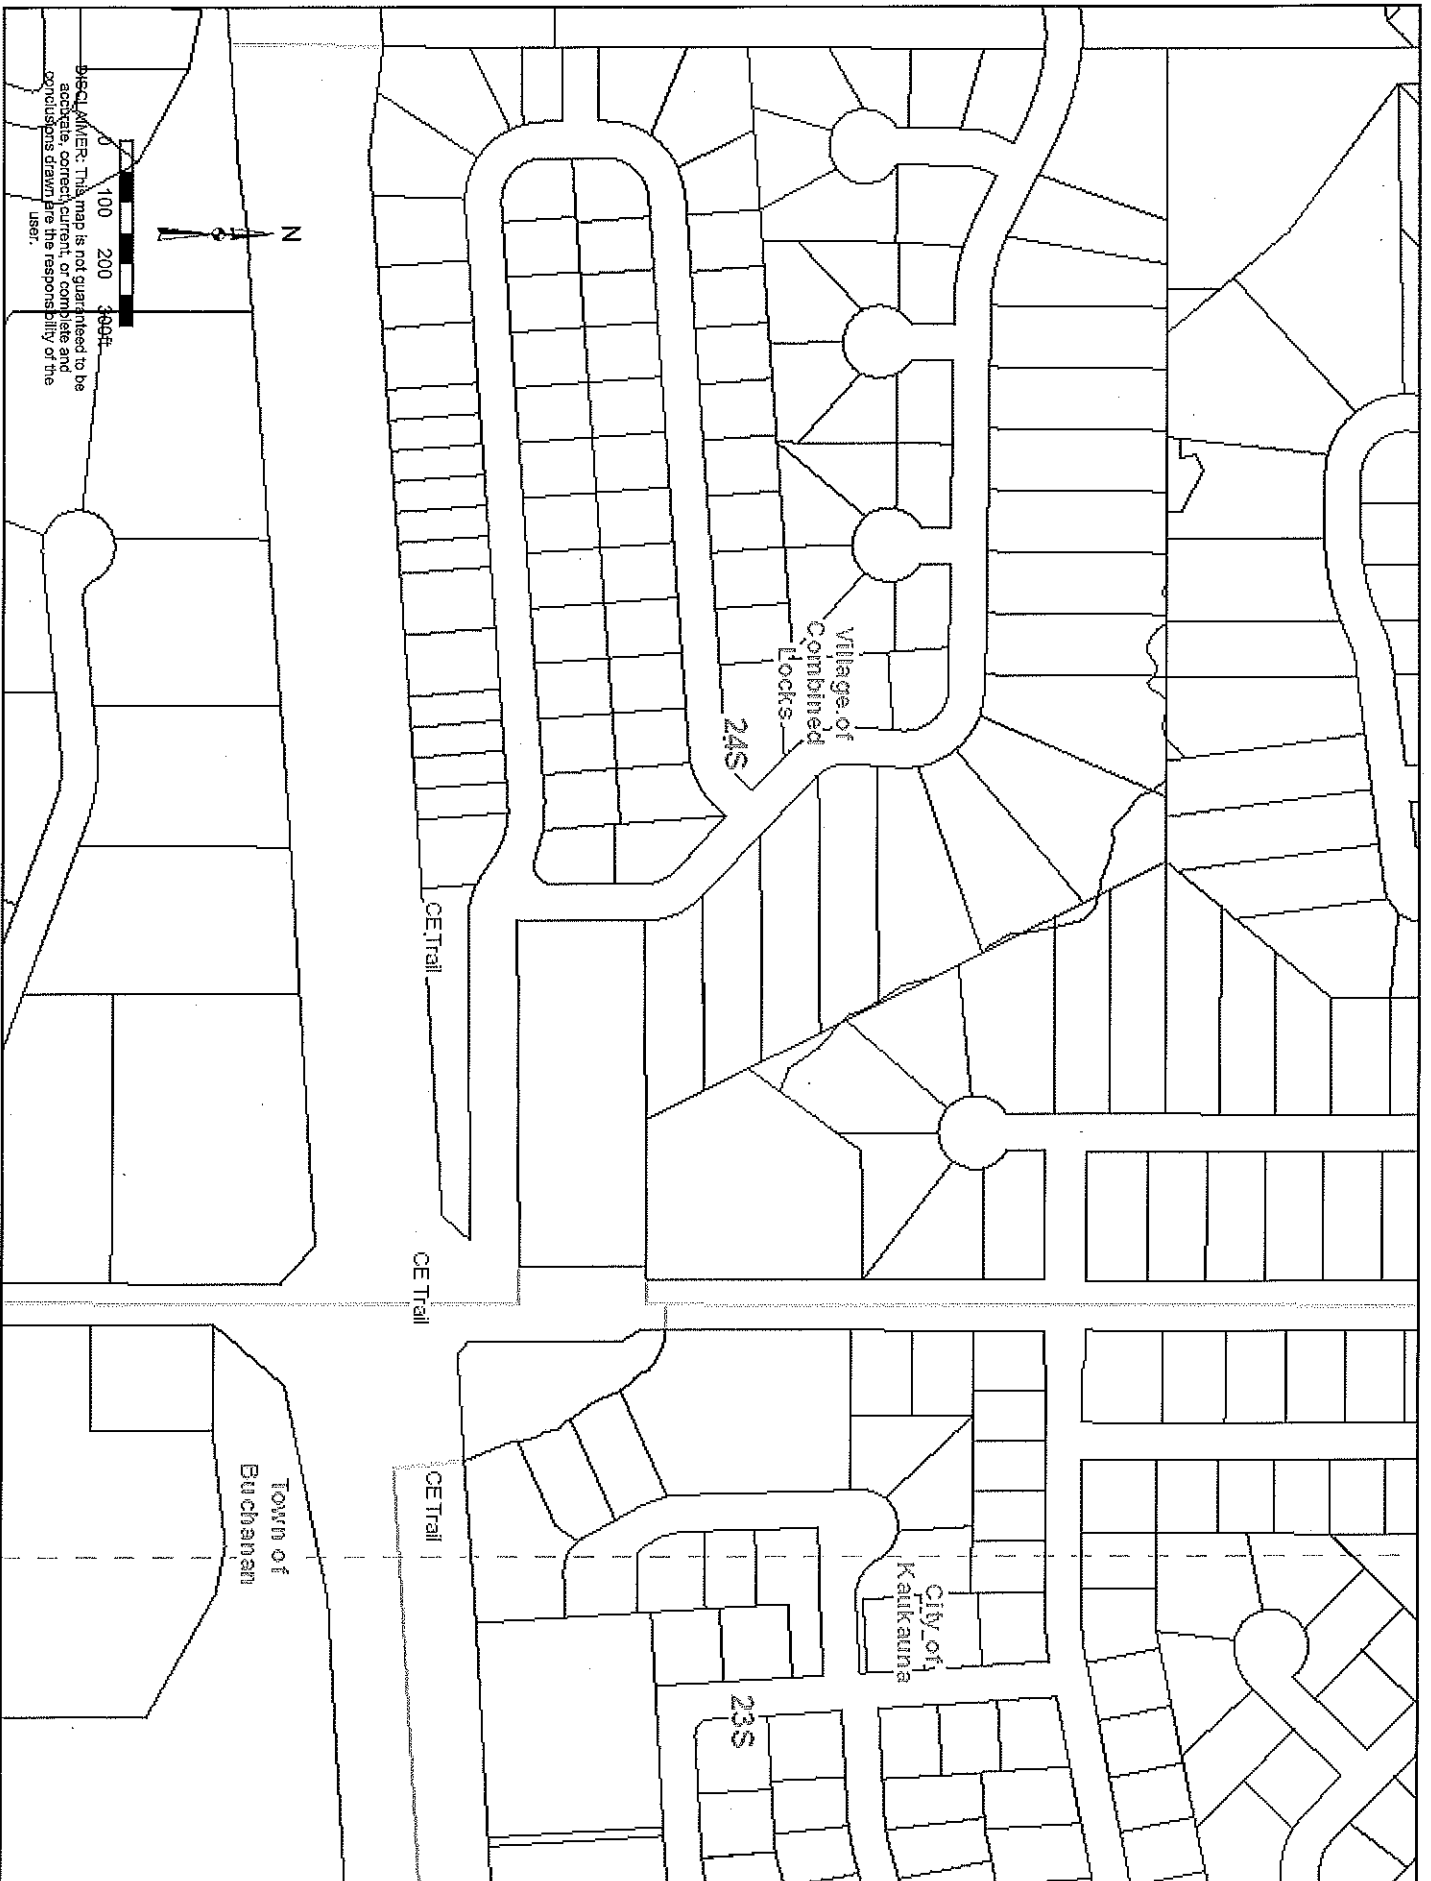 Village of
Combined
Locks
24S
CE Trail
CE Trail
CE Trail
City of
Kaukauna
23S
Town of
Buchanan
N
0 100 200 300ft
DISCLAIMER: This map is not guaranteed to be
accurate, correct, current, or complete and
conclusions drawn are the responsibility of the
user.